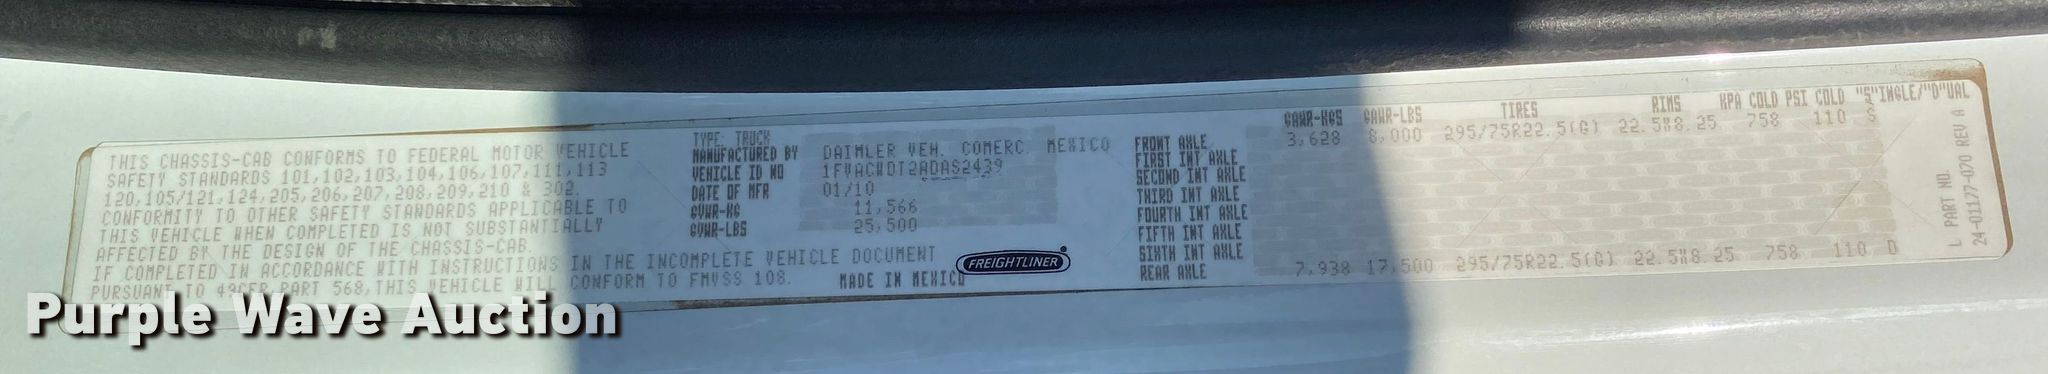 THIS CHASSIS-CAB CONFORMS TO FEDERAL MOTOR VEHICLE
SAFETY STANDARDS 101,102,103,104,106,107,111,113
120,105/121,124,205,206,207,208,209,210 & 302.
CONFORMITY TO OTHER SAFETY STANDARDS APPLICABLE TO
THIS VEHICLE WHEN COMPLETED IS NOT SUBSTANTIALLY
AFFECTED BY THE DESIGN OF THE CHASSIS-CAB.
IF COMPLETED IN ACCORDANCE WITH INSTRUCTIONS IN THE INCOMPLETE VEHICLE DOCUMENT
PURSUANT TO 49CFR PART 568,THIS VEHICLE WILL CONFORM TO FMVSS 108.
MADE IN MEXICO
TYPE: TRUCK
MANUFACTURED BY DAIMLER VEH. COMERC. MEXICO
VEHICLE ID NO 1FVACWDT2ADAS2439
DATE OF MFR 01/10
GVWR-KG 11,566
GVWR-LBS 25,500
FREIGHTLINER
GAWR-KGS GAWR-LBS TIRES RIMS KPA COLD PSI COLD "S"INGLE/"D"UAL
FRONT AXLE 3,628 8,000 295/75R22.5(G) 22.5X8.25 758 110 S
FIRST INT AXLE
SECOND INT AXLE
THIRD INT AXLE
FOURTH INT AXLE
FIFTH INT AXLE
SIXTH INT AXLE
REAR AXLE 7,938 17,500 295/75R22.5(G) 22.5X8.25 758 110 D
L PART NO.
24-01177-070 REV A
Purple Wave Auction